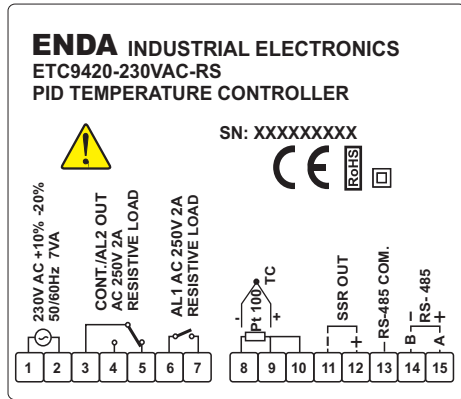 ENDA INDUSTRIAL ELECTRONICS
ETC9420-230VAC-RS
PID TEMPERATURE CONTROLLER
SN: XXXXXXXXX
!
CE
RoHS
230V AC +10% -20%
50/60Hz 7VA
CONT./AL2 OUT
AC 250V 2A
RESISTIVE LOAD
AL1 AC 250V 2A
RESISTIVE LOAD
TC
- Pt 100 +
SSR OUT
- +
RS-485 COM.
RS- 485
- +
B A
1 2 3 4 5 6 7 8 9 10 11 12 13 14 15